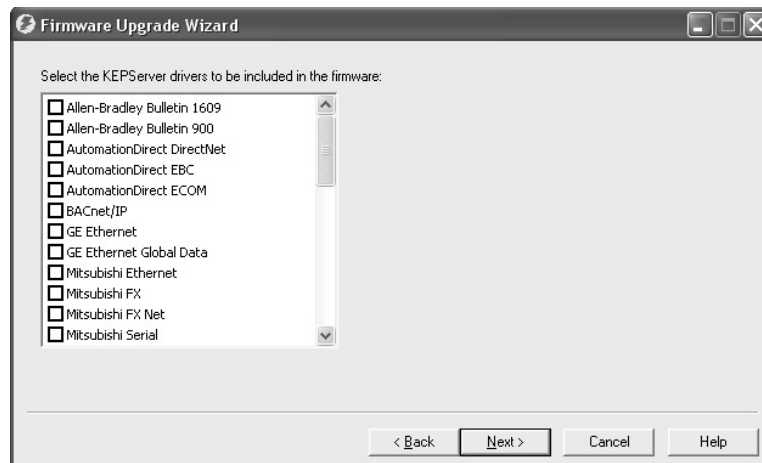 Firmware Upgrade Wizard
Select the KEPServer drivers to be included in the firmware:
Allen-Bradley Bulletin 1609
Allen-Bradley Bulletin 900
AutomationDirect DirectNet
AutomationDirect EBC
AutomationDirect ECOM
BACnet/IP
GE Ethernet
GE Ethernet Global Data
Mitsubishi Ethernet
Mitsubishi FX
Mitsubishi FX Net
Mitsubishi Serial
< Back Next > Cancel Help